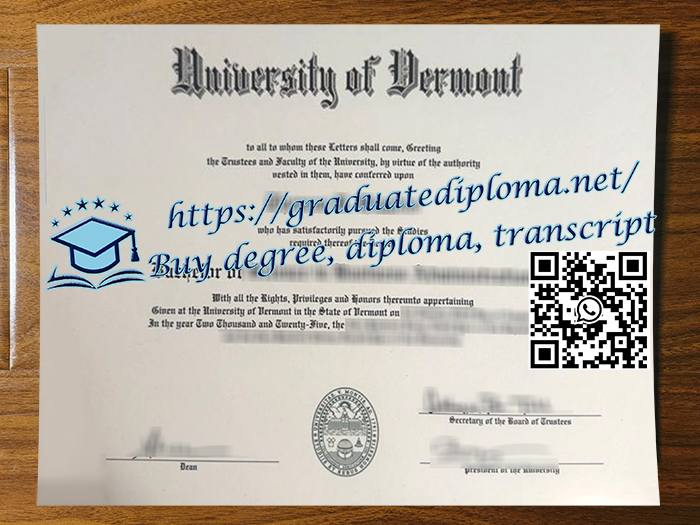 University of Vermont
to all to whom these Letters shall come, Greeting
the Trustees and Faculty of the University, by virtue of the authority
vested in them, have conferred upon
https://graduatediploma.net/
who has satisfactorily pursued the Studies
required
Buy degree, diploma, transcript
Bachelor of
With all the Rights, Privileges and Honors thereunto appertaining
Given at the University of Vermont in the State of Vermont on
In the year Two Thousand and Twenty-Five, the
Secretary of the Board of Trustees
Dean
President of the University